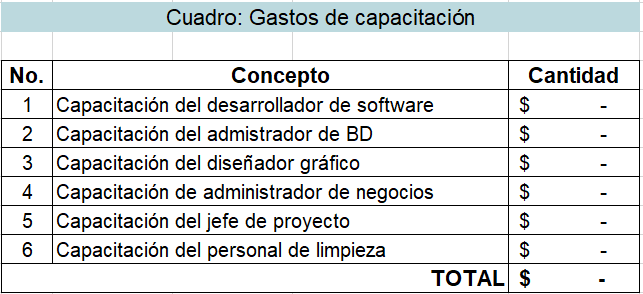 Cuadro: Gastos de capacitación
No. Concepto Cantidad
1 Capacitación del desarrollador de software $ -
2 Capacitación del admistrador de BD $ -
3 Capacitación del diseñador gráfico $ -
4 Capacitación de administrador de negocios $ -
5 Capacitación del jefe de proyecto $ -
6 Capacitación del personal de limpieza $ -
TOTAL $ -